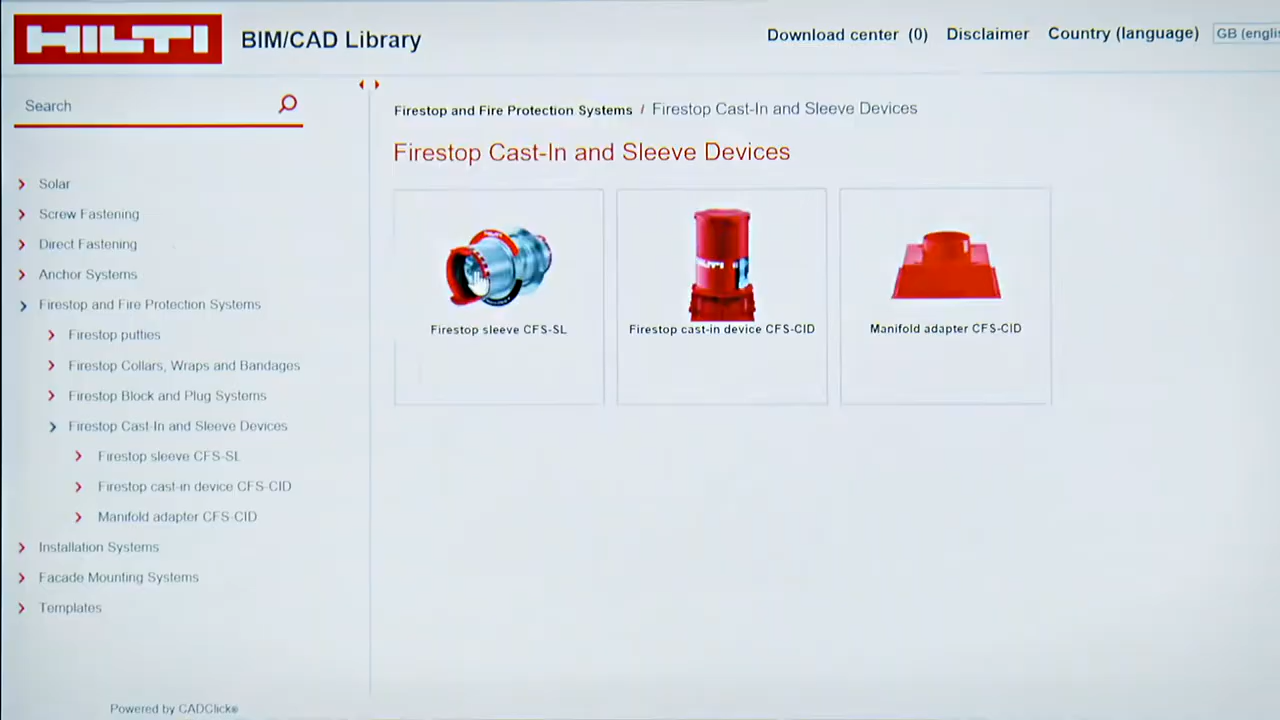 HILTI BIM/CAD Library
Download center (0) Disclaimer Country (language) GB (englis
Search
Firestop and Fire Protection Systems / Firestop Cast-In and Sleeve Devices
Firestop Cast-In and Sleeve Devices
Solar
Screw Fastening
Direct Fastening
Anchor Systems
Firestop and Fire Protection Systems
Firestop putties
Firestop Collars, Wraps and Bandages
Firestop Block and Plug Systems
Firestop Cast-In and Sleeve Devices
Firestop sleeve CFS-SL
Firestop cast-in device CFS-CID
Manifold adapter CFS-CID
Installation Systems
Facade Mounting Systems
Templates
HILTI
HILTI
Firestop sleeve CFS-SL
Firestop cast-in device CFS-CID
Manifold adapter CFS-CID
Powered by CADClick®